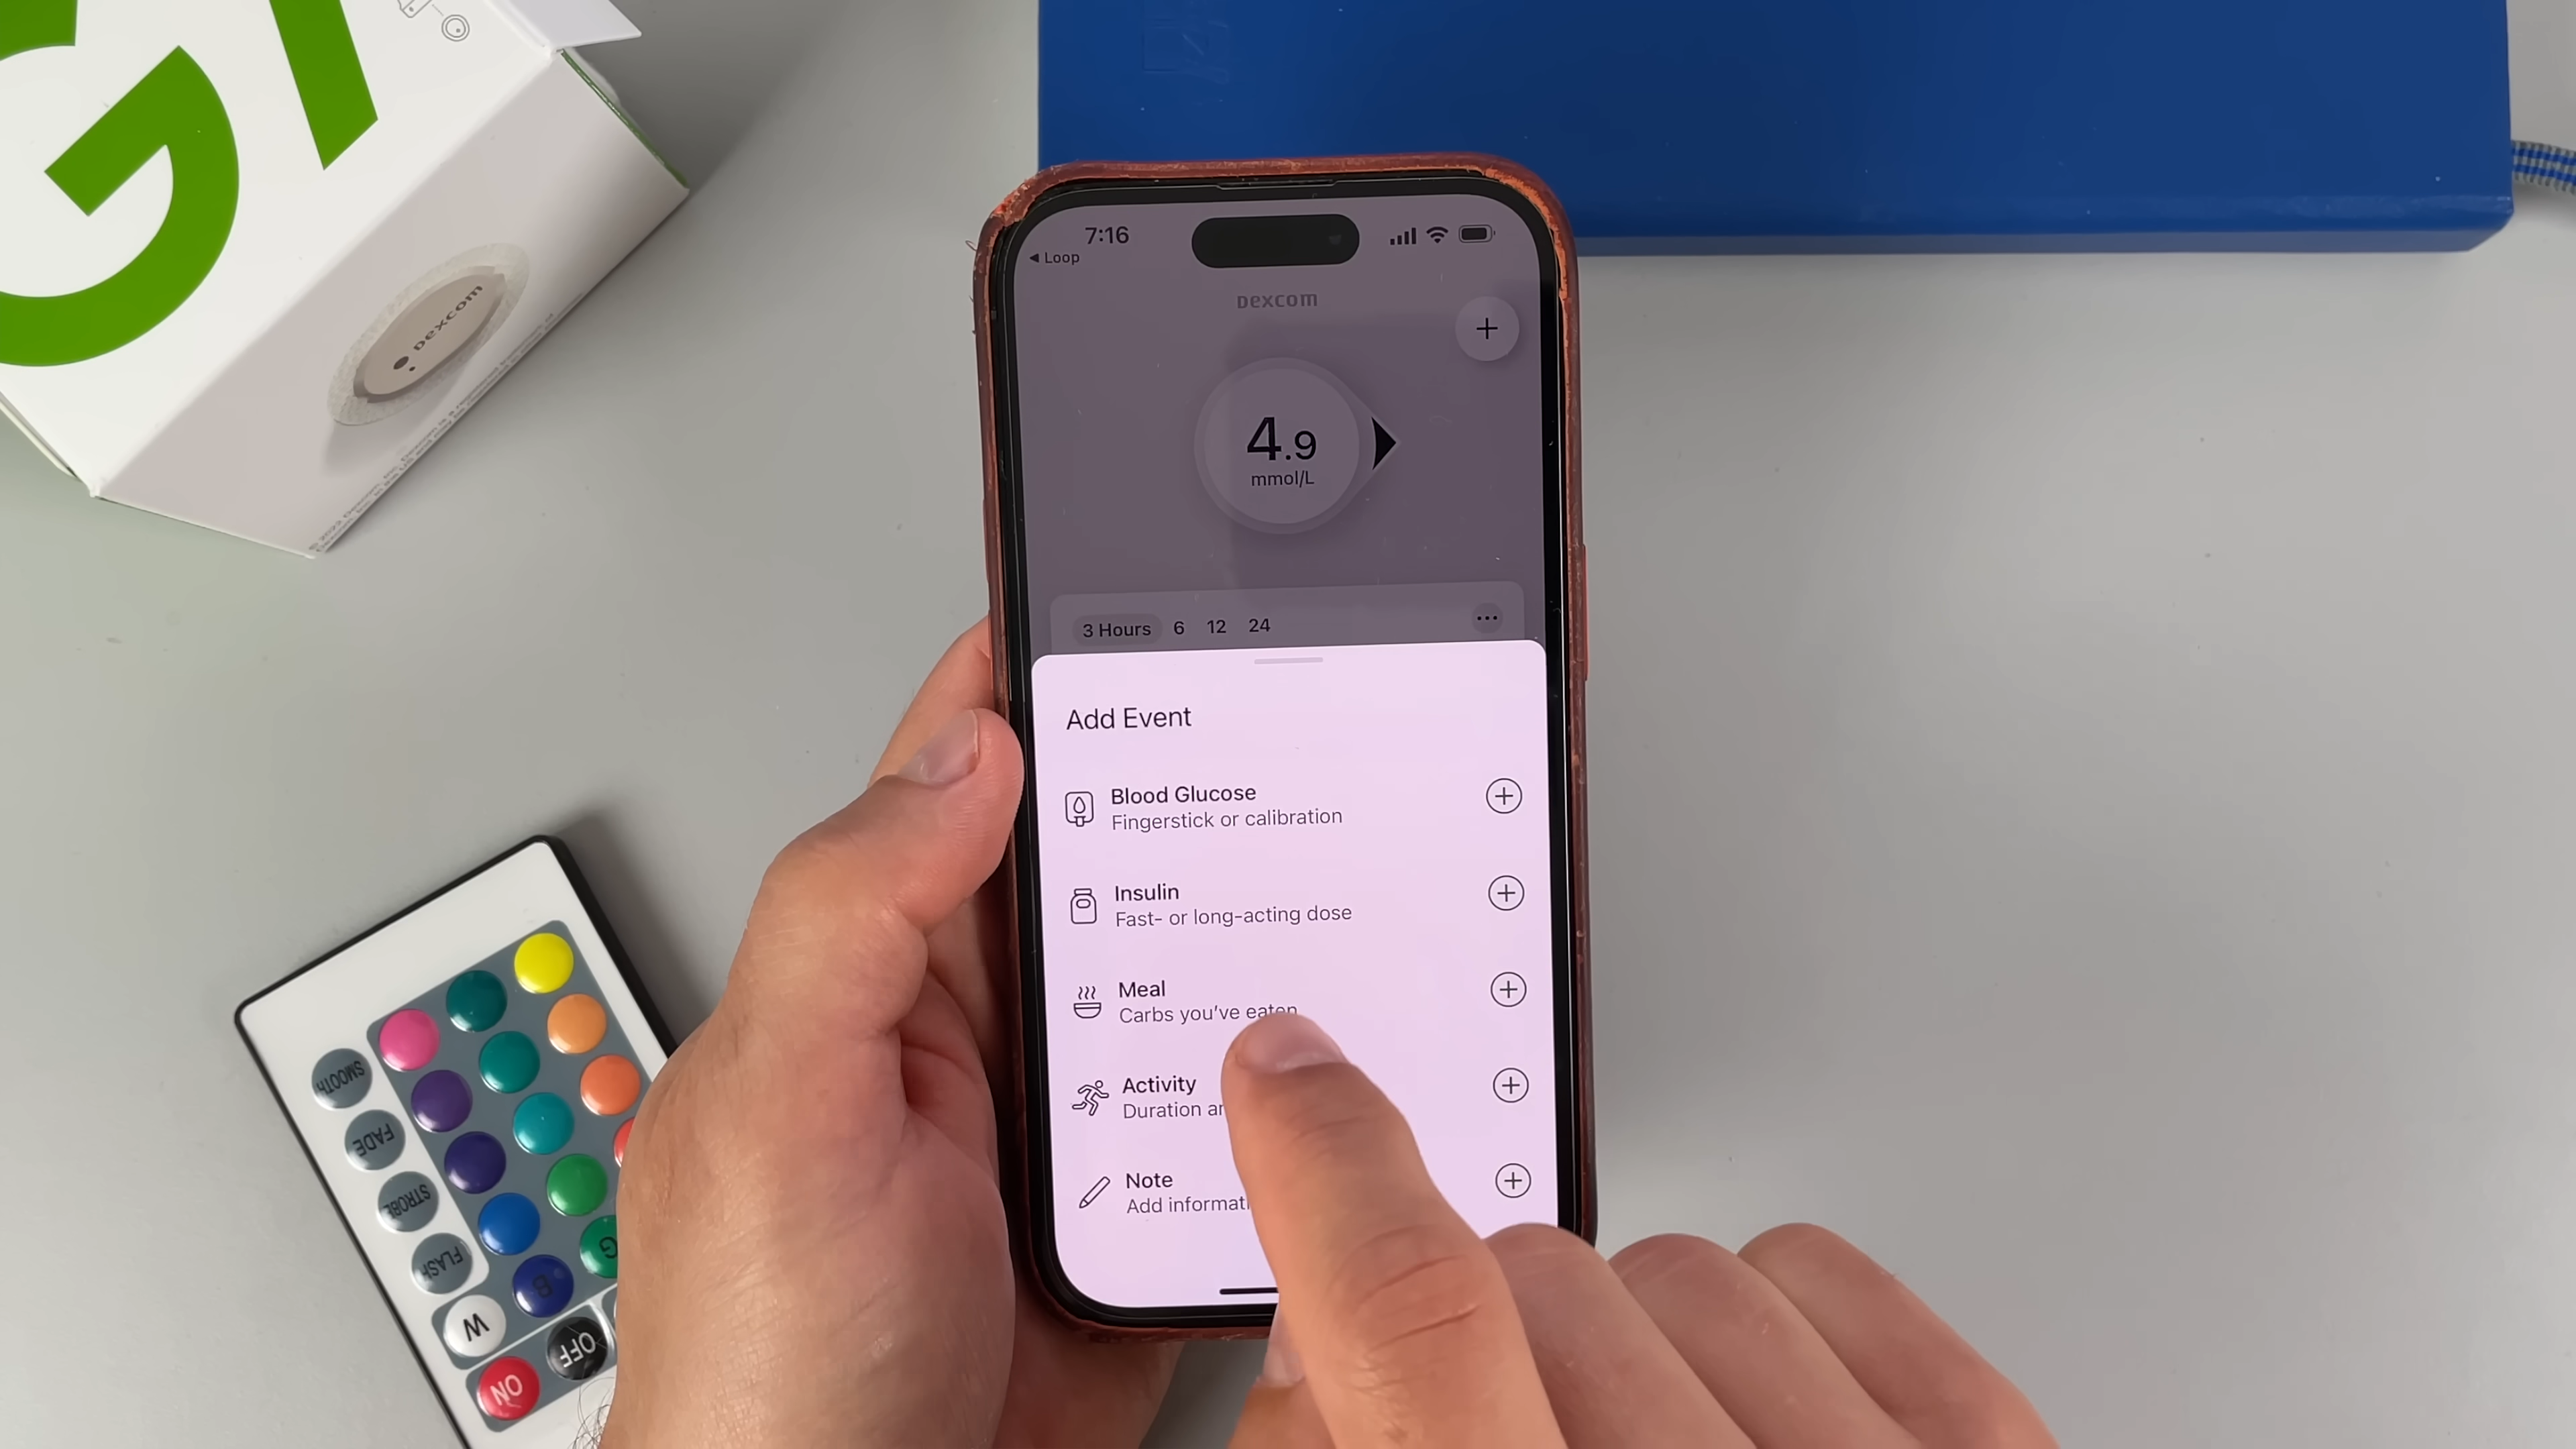 G7
Dexcom
7:16
◀ Loop
Dexcom
+
4.9
mmol/L
3 Hours 6 12 24
...
Add Event
Blood Glucose
Fingerstick or calibration
Insulin
Fast- or long-acting dose
Meal
Carbs you've eaten
Activity
Duration
Note
Add
SMOOTH
FADE
STROBE
FLASH
G
B
W
OFF
ON